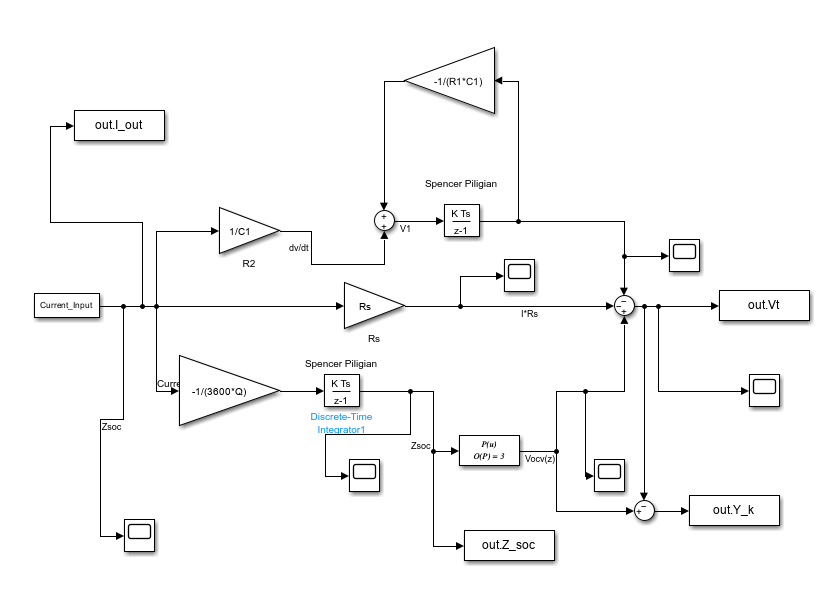 -1/(R1*C1)
out.I_out
Spencer Piligian
K Ts
z-1
+
+
V1
1/C1
dv/dt
R2
Current_Input
Rs
I*Rs
Rs
−
−
+
out.Vt
Spencer Piligian
Curre
-1/(3600*Q)
K Ts
z-1
Discrete-Time
Integrator1
Zsoc
Zsoc
P(u)
O(P) = 3
Vocv(z)
−
+
out.Y_k
out.Z_soc